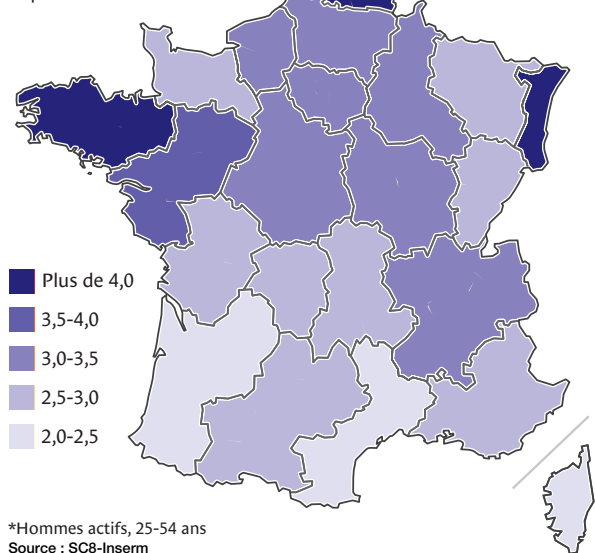 Plus de 4,0
3,5-4,0
3,0-3,5
2,5-3,0
2,0-2,5
*Hommes actifs, 25-54 ans
Source : SC8-Inserm